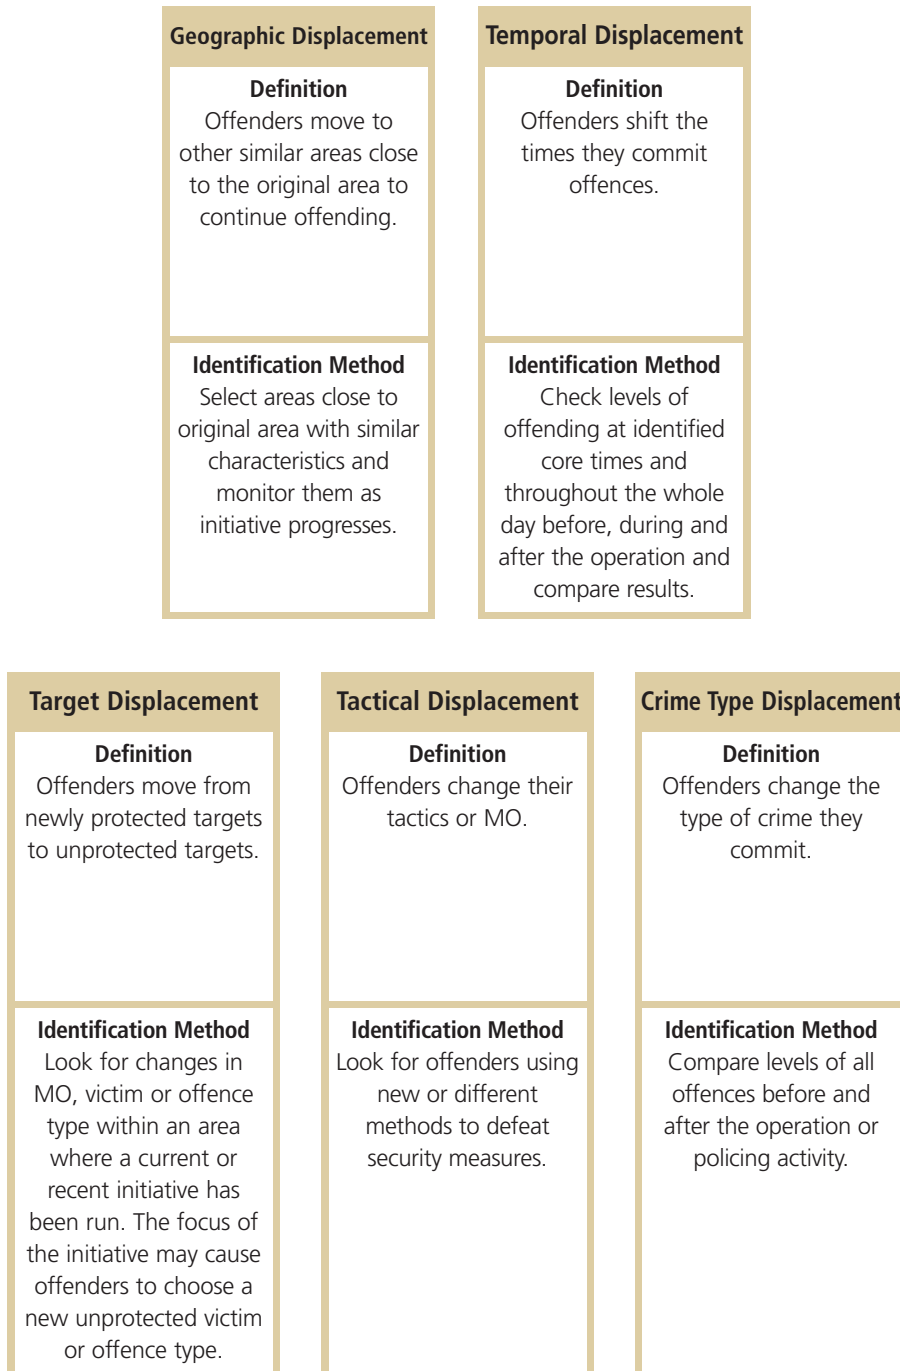 Geographic Displacement
Definition
Offenders move to
other similar areas close
to the original area to
continue offending.
Identification Method
Select areas close to
original area with similar
characteristics and
monitor them as
initiative progresses.
Temporal Displacement
Definition
Offenders shift the
times they commit
offences.
Identification Method
Check levels of
offending at identified
core times and
throughout the whole
day before, during and
after the operation and
compare results.
Target Displacement
Definition
Offenders move from
newly protected targets
to unprotected targets.
Identification Method
Look for changes in
MO, victim or offence
type within an area
where a current or
recent initiative has
been run. The focus of
the initiative may cause
offenders to choose a
new unprotected victim
or offence type.
Tactical Displacement
Definition
Offenders change their
tactics or MO.
Identification Method
Look for offenders using
new or different
methods to defeat
security measures.
Crime Type Displacement
Definition
Offenders change the
type of crime they
commit.
Identification Method
Compare levels of all
offences before and
after the operation or
policing activity.